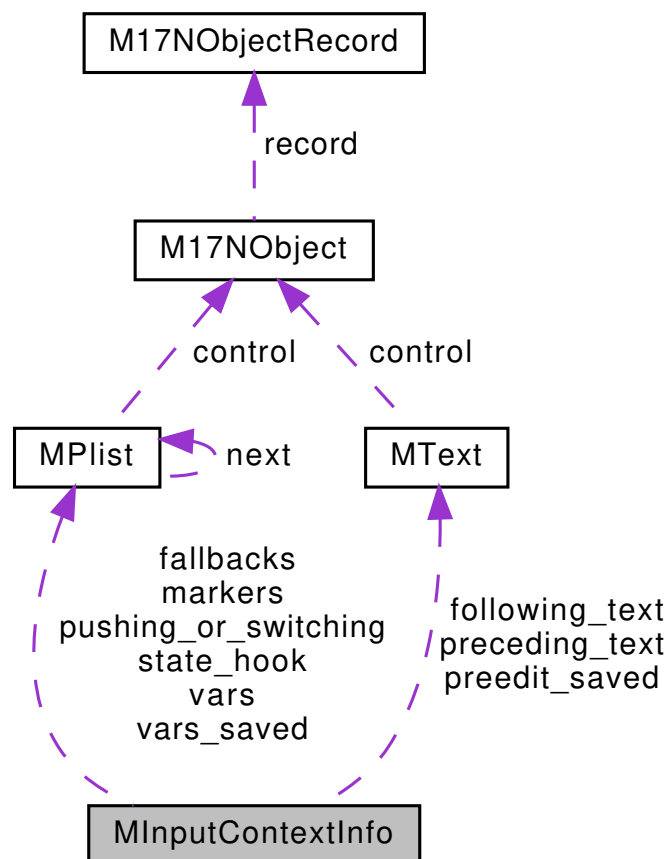 M17NObjectRecord
record
M17NObject
control
control
MPlist
next
MText
fallbacks
markers
pushing_or_switching
state_hook
vars
vars_saved
following_text
preceding_text
preedit_saved
MInputContextInfo